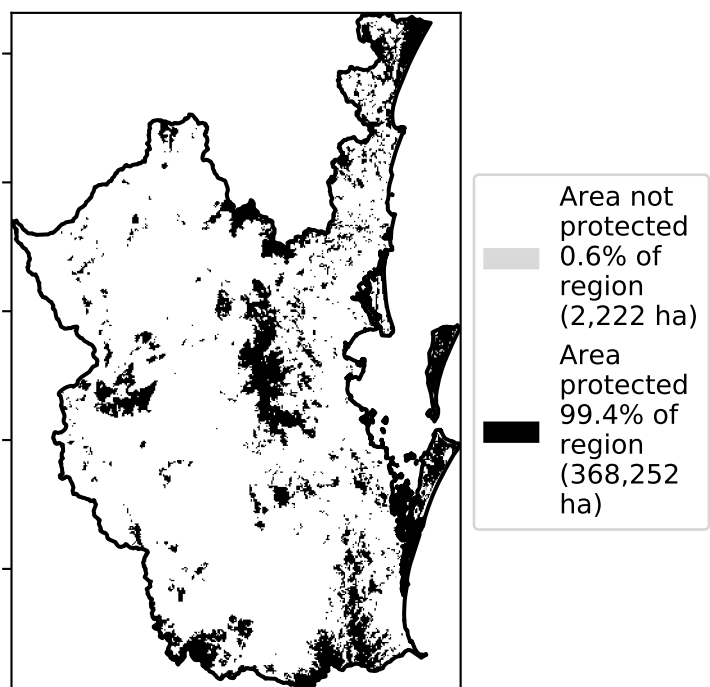 Area not
protected
0.6% of
region
(2,222 ha)
Area
protected
99.4% of
region
(368,252
ha)